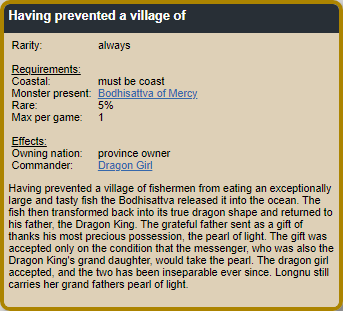 Having prevented a village of
Rarity: always
Requirements:
Coastal: must be coast
Monster present: Bodhisattva of Mercy
Rare: 5%
Max per game: 1
Effects:
Owning nation: province owner
Commander: Dragon Girl
Having prevented a village of fishermen from eating an exceptionally
large and tasty fish the Bodhisattva released it into the ocean. The
fish then transformed back into its true dragon shape and returned to
his father, the Dragon King. The grateful father sent as a gift of
thanks his most precious possession, the pearl of light. The gift was
accepted only on the condition that the messenger, who was also the
Dragon King's grand daughter, would take the pearl. The dragon girl
accepted, and the two has been inseparable ever since. Longnu still
carries her grand fathers pearl of light.